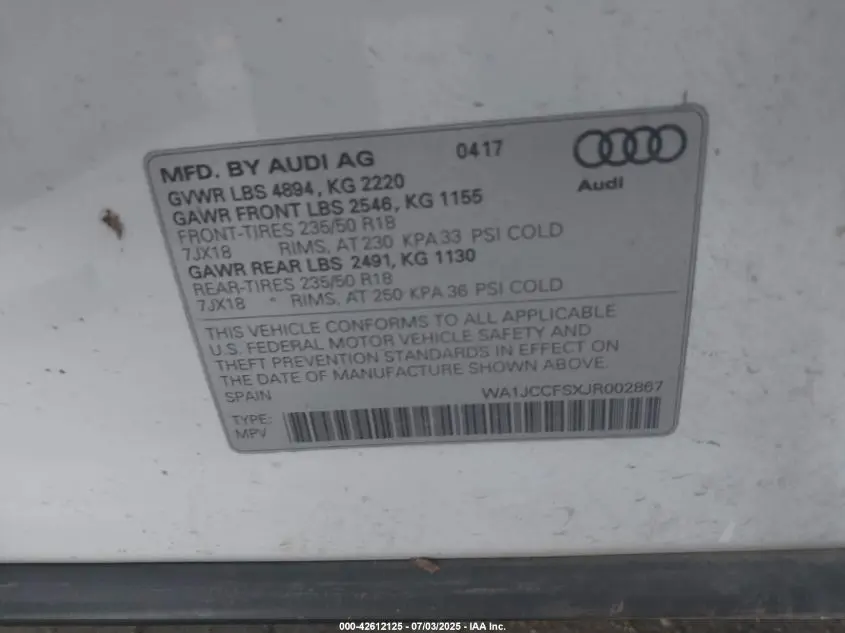 MFD. BY AUDI AG 0417
Audi
GVWR LBS 4894, KG 2220
GAWR FRONT LBS 2546, KG 1155
FRONT-TIRES 235/50 R18
7JX18 RIMS, AT 230 KPA 33 PSI COLD
GAWR REAR LBS 2491, KG 1130
REAR-TIRES 235/50 R18
7JX18 " RIMS, AT 250 KPA 36 PSI COLD
THIS VEHICLE CONFORMS TO ALL APPLICABLE
U.S. FEDERAL MOTOR VEHICLE SAFETY AND
THEFT PREVENTION STANDARDS IN EFFECT ON
THE DATE OF MANUFACTURE SHOWN ABOVE.
SPAIN WA1JCCFSXJR002867
TYPE:
MPV
000-42612125 - 07/03/2025 - IAA Inc.